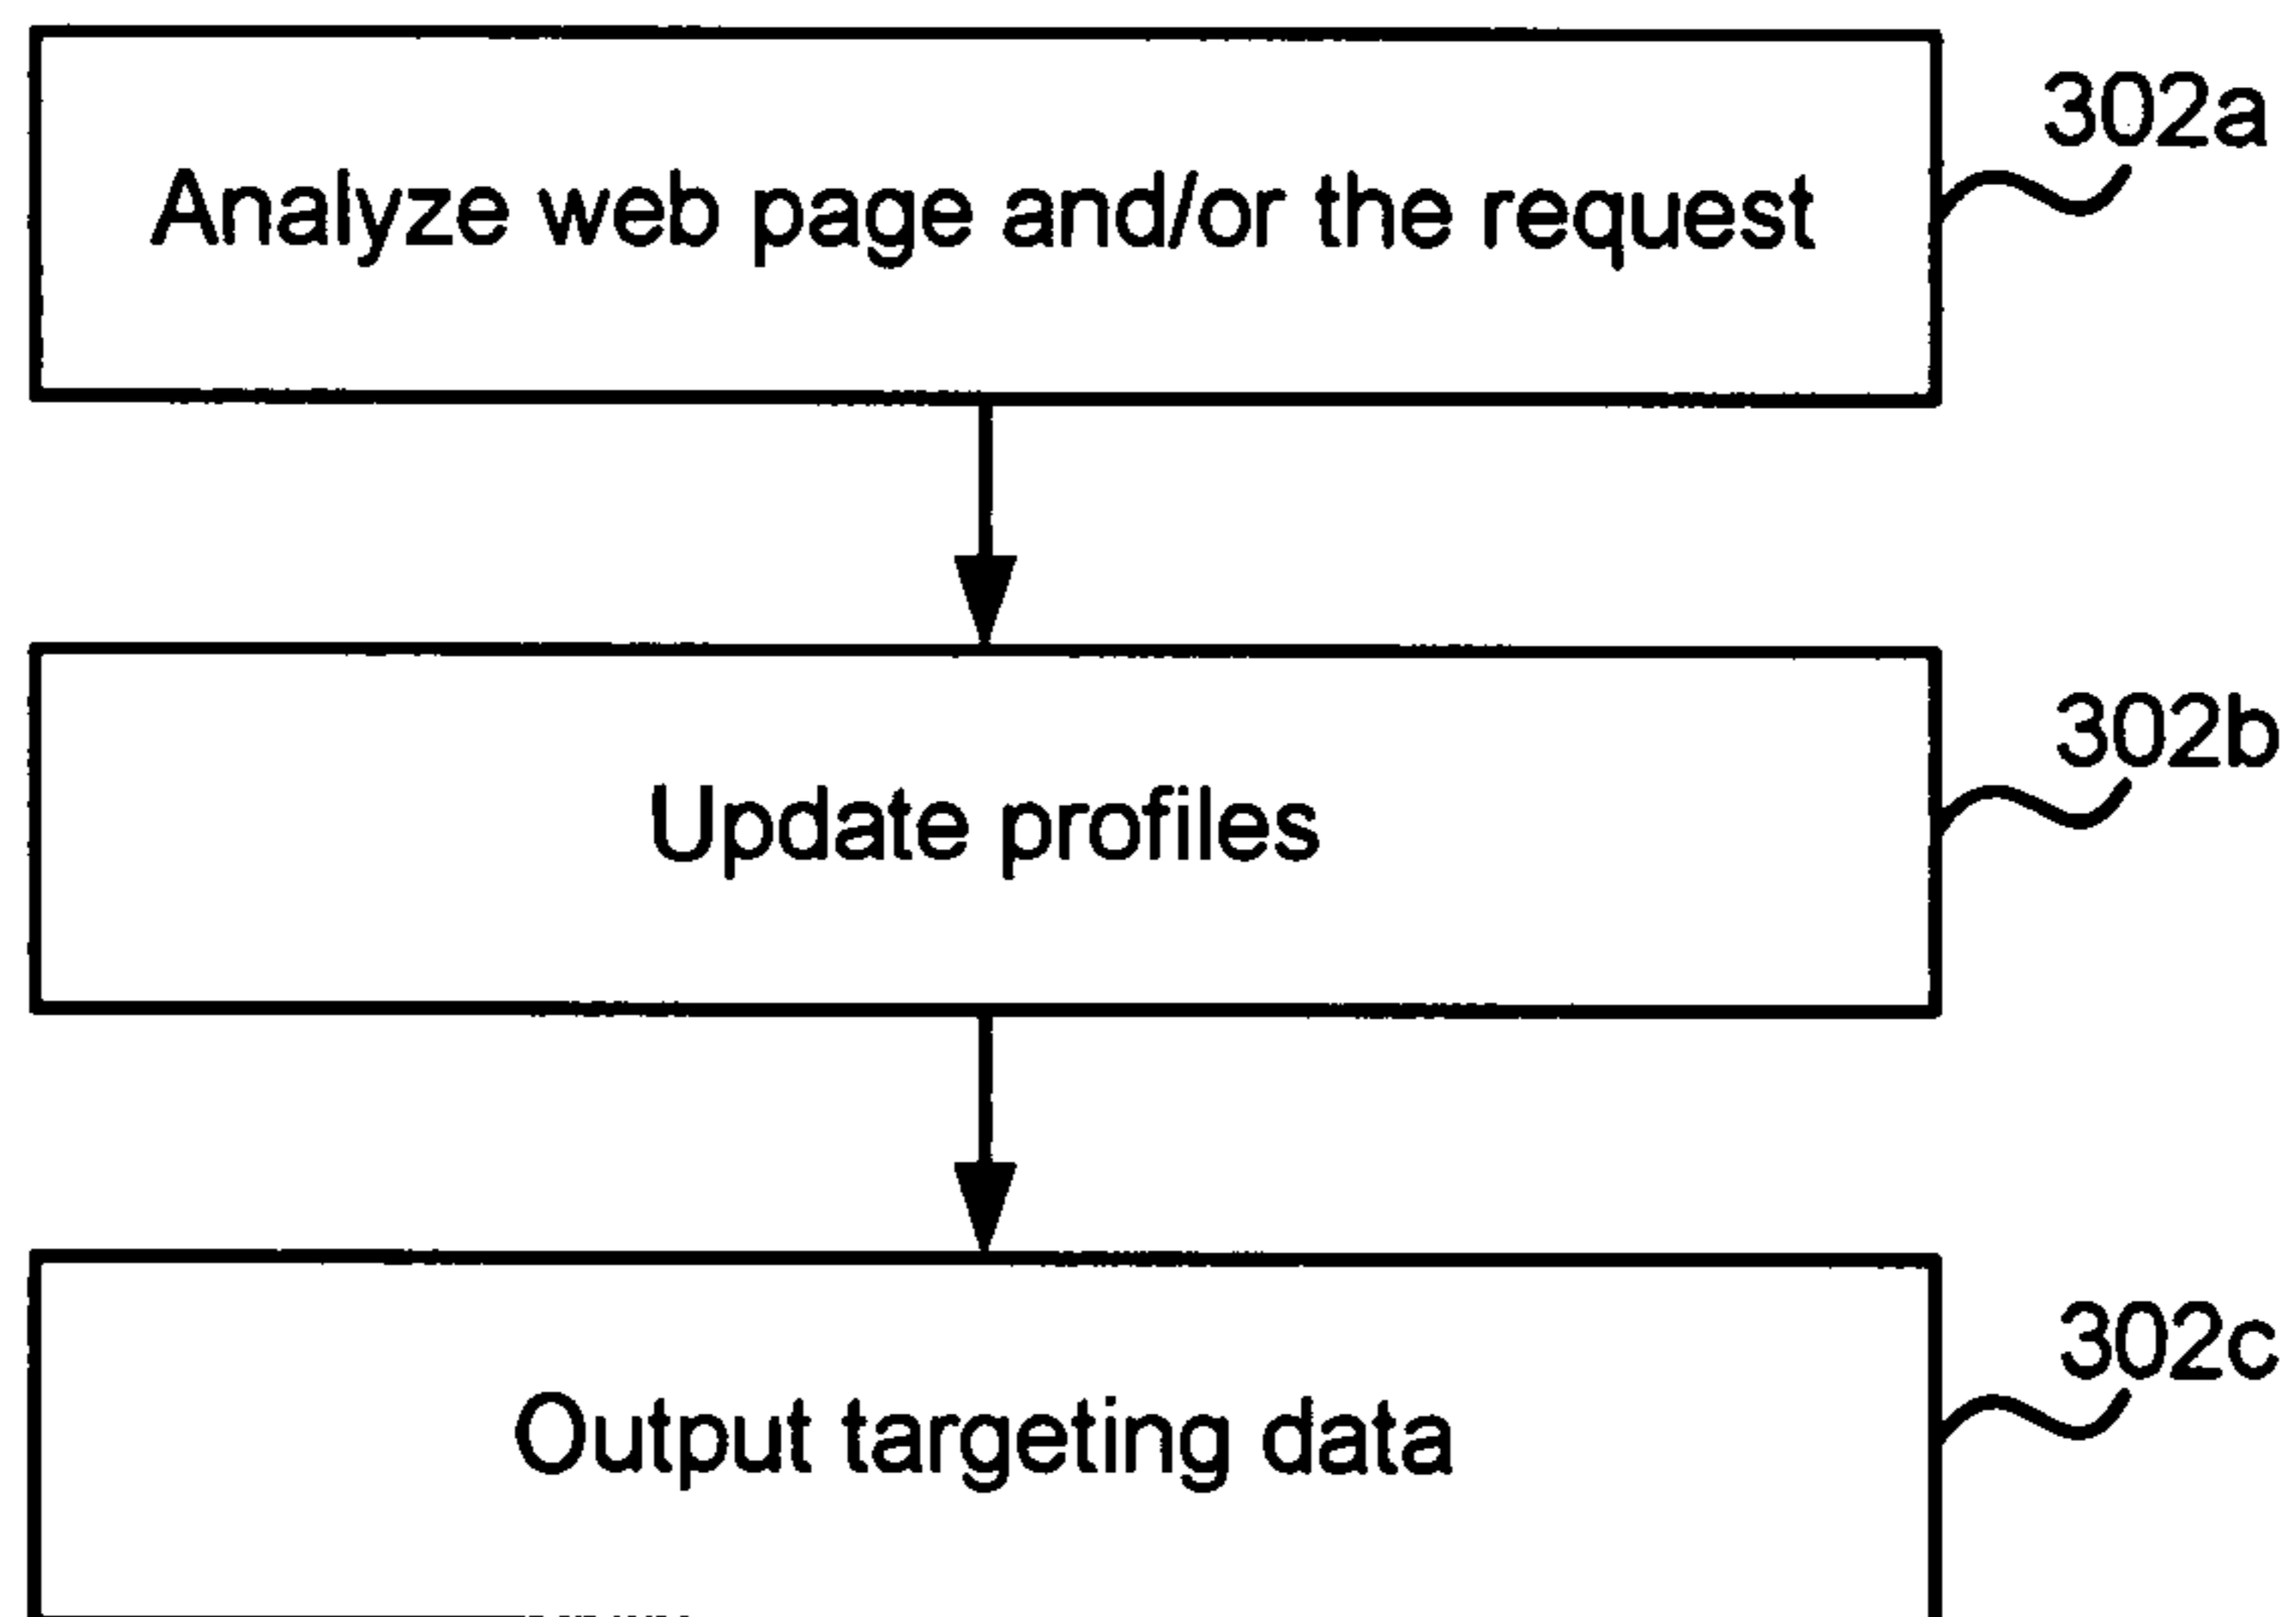 302a
Analyze web page and/or the request
302b
Update profiles
302c
Output targeting data